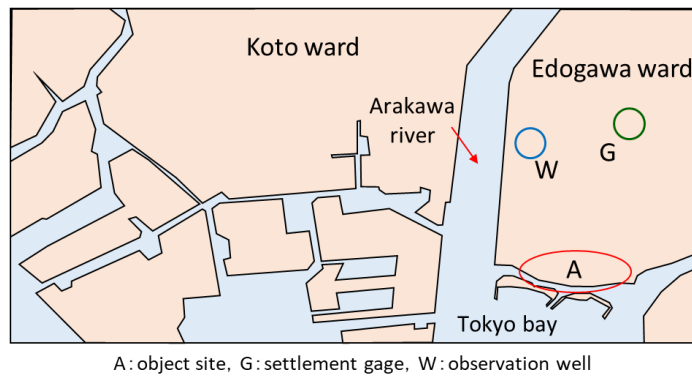 Koto ward
Edogawa ward
Arakawa
river
G
W
A
Tokyo bay
A : object site, G : settlement gage, W : observation well